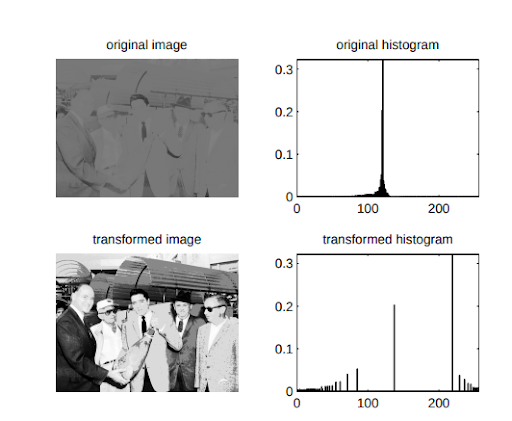 original image
original histogram
0.3
0.2
0.1
0
0 100 200
transformed image
transformed histogram
0.3
0.2
0.1
0
0 100 200